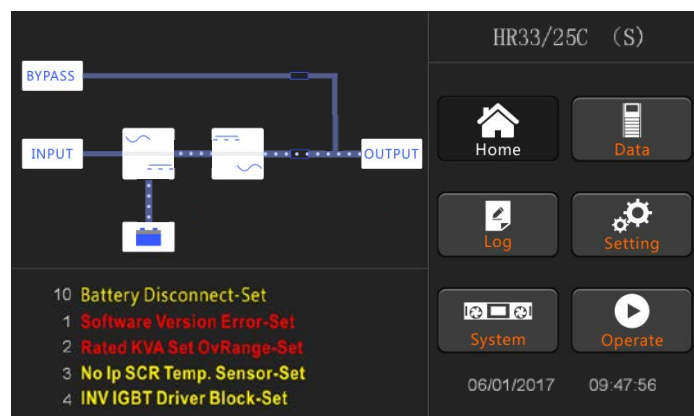 HR33/25C (S)
BYPASS
INPUT
OUTPUT
Home
Data
Log
Setting
System
Operate
10 Battery Disconnect-Set
1 Software Version Error-Set
2 Rated KVA Set OvRange-Set
3 No Ip SCR Temp. Sensor-Set
4 INV IGBT Driver Block-Set
06/01/2017 09:47:56